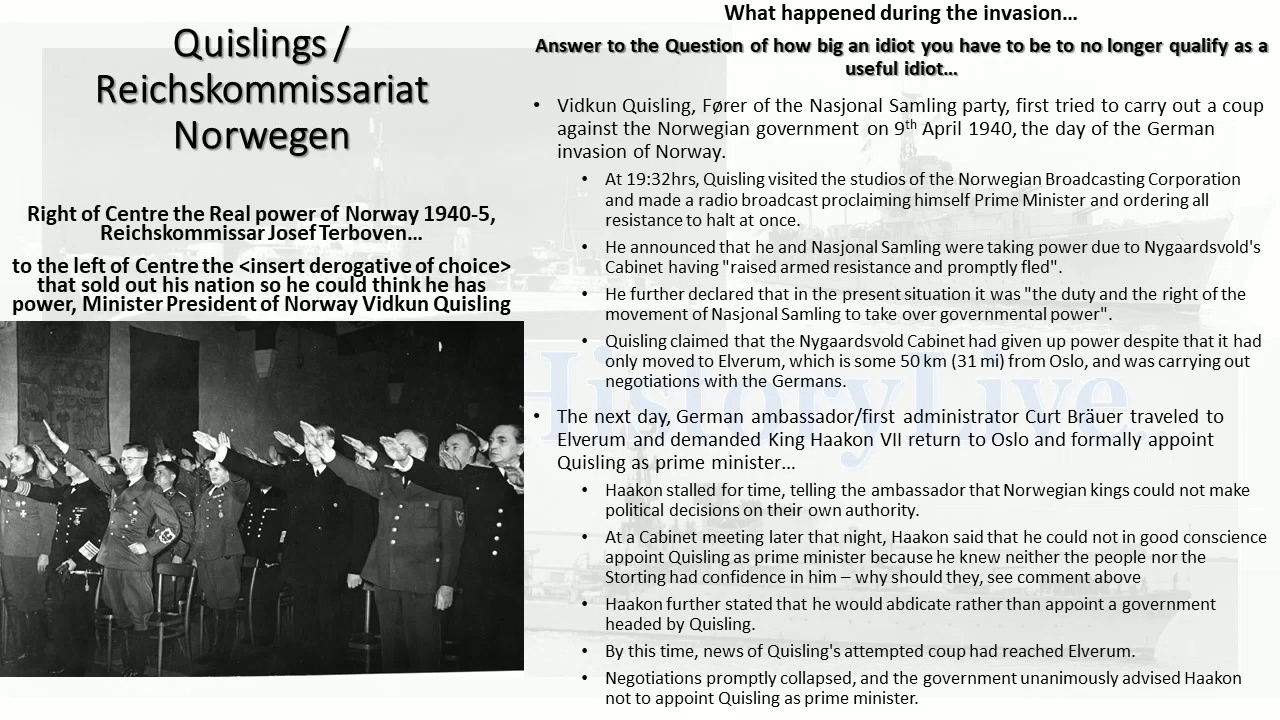 Quislings /
Reichskommissariat
Norwegen
Right of Centre the Real power of Norway 1940-5,
Reichskommissar Josef Terboven…
to the left of Centre the <insert derogative of choice>
that sold out his nation so he could think he has
power, Minister President of Norway Vidkun Quisling
What happened during the invasion…
Answer to the Question of how big an idiot you have to be to no longer qualify as a
useful idiot…
• Vidkun Quisling, Fører of the Nasjonal Samling party, first tried to carry out a coup
against the Norwegian government on 9th April 1940, the day of the German
invasion of Norway.
• At 19:32hrs, Quisling visited the studios of the Norwegian Broadcasting Corporation
and made a radio broadcast proclaiming himself Prime Minister and ordering all
resistance to halt at once.
• He announced that he and Nasjonal Samling were taking power due to Nygaardsvold's
Cabinet having "raised armed resistance and promptly fled".
• He further declared that in the present situation it was "the duty and the right of the
movement of Nasjonal Samling to take over governmental power".
• Quisling claimed that the Nygaardsvold Cabinet had given up power despite that it had
only moved to Elverum, which is some 50 km (31 mi) from Oslo, and was carrying out
negotiations with the Germans.
• The next day, German ambassador/first administrator Curt Bräuer traveled to
Elverum and demanded King Haakon VII return to Oslo and formally appoint
Quisling as prime minister…
• Haakon stalled for time, telling the ambassador that Norwegian kings could not make
political decisions on their own authority.
• At a Cabinet meeting later that night, Haakon said that he could not in good conscience
appoint Quisling as prime minister because he knew neither the people nor the
Storting had confidence in him – why should they, see comment above
• Haakon further stated that he would abdicate rather than appoint a government
headed by Quisling.
• By this time, news of Quisling's attempted coup had reached Elverum.
• Negotiations promptly collapsed, and the government unanimously advised Haakon
not to appoint Quisling as prime minister.
HistoryLive...